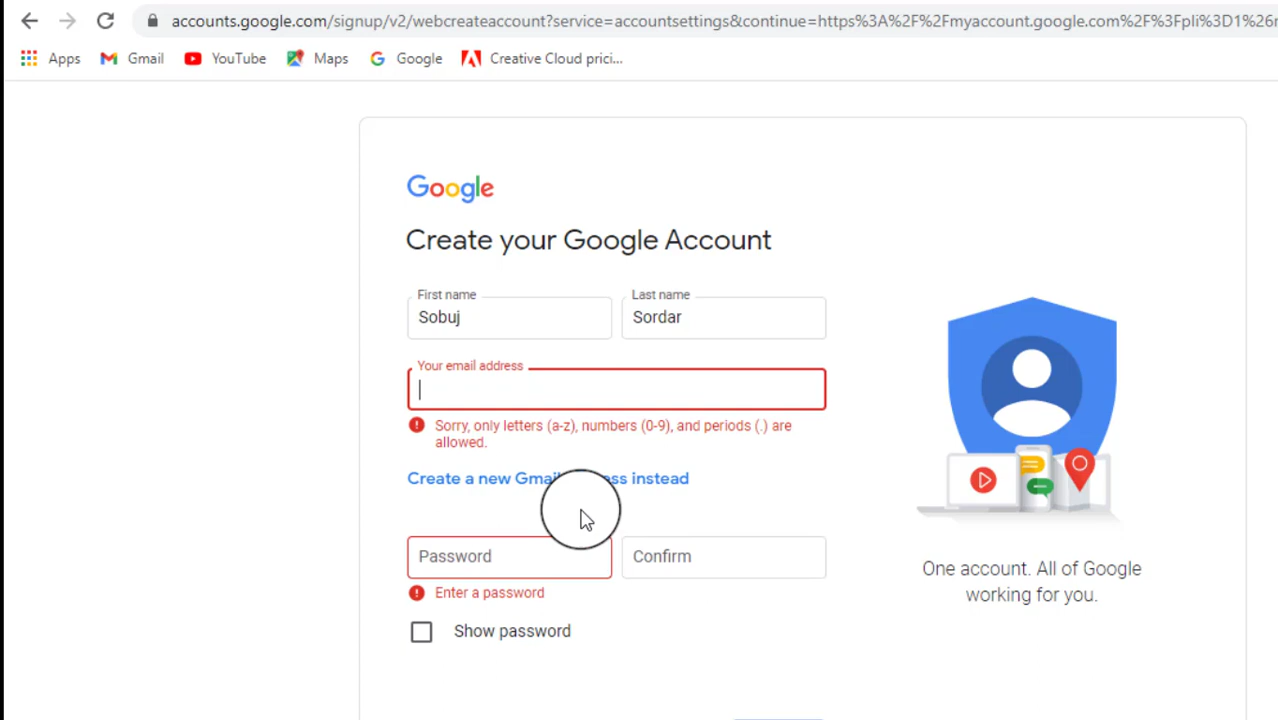 accounts.google.com/signup/v2/webcreateaccount?service=accountsettings&continue=https%3A%2F%2Fmyaccount.google.com%2F%3Fpli%3D1%26r
Apps Gmail YouTube Maps Google Creative Cloud prici...
Google
Create your Google Account
First name Last name
Sobuj Sordar
Your email address
Sorry, only letters (a-z), numbers (0-9), and periods (.) are
allowed.
Create a new Gmail instead
Password Confirm
Enter a password
Show password
One account. All of Google
working for you.